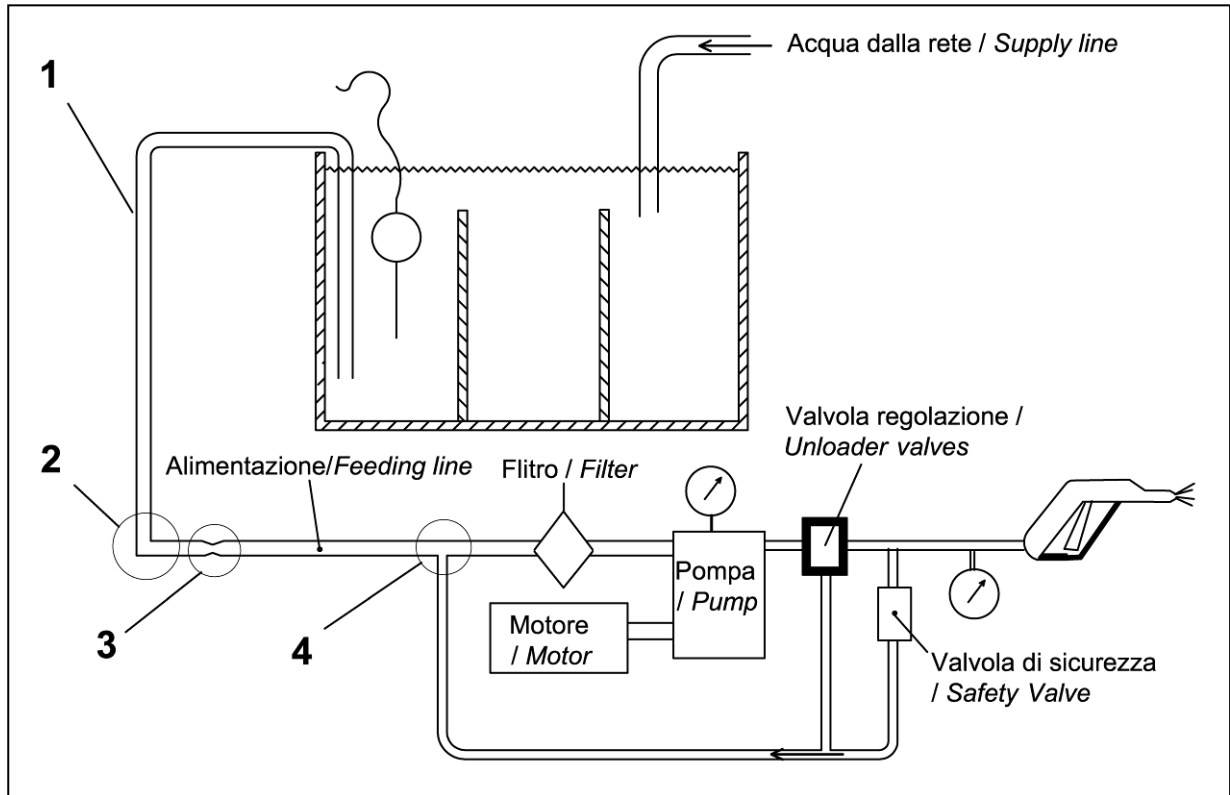 Acqua dalla rete / Supply line
1
Valvola regolazione /
Unloader valves
2
Alimentazione/Feeding line
Flitro / Filter
3
4
Pompa
/ Pump
Motore
/ Motor
Valvola di sicurezza
/ Safety Valve